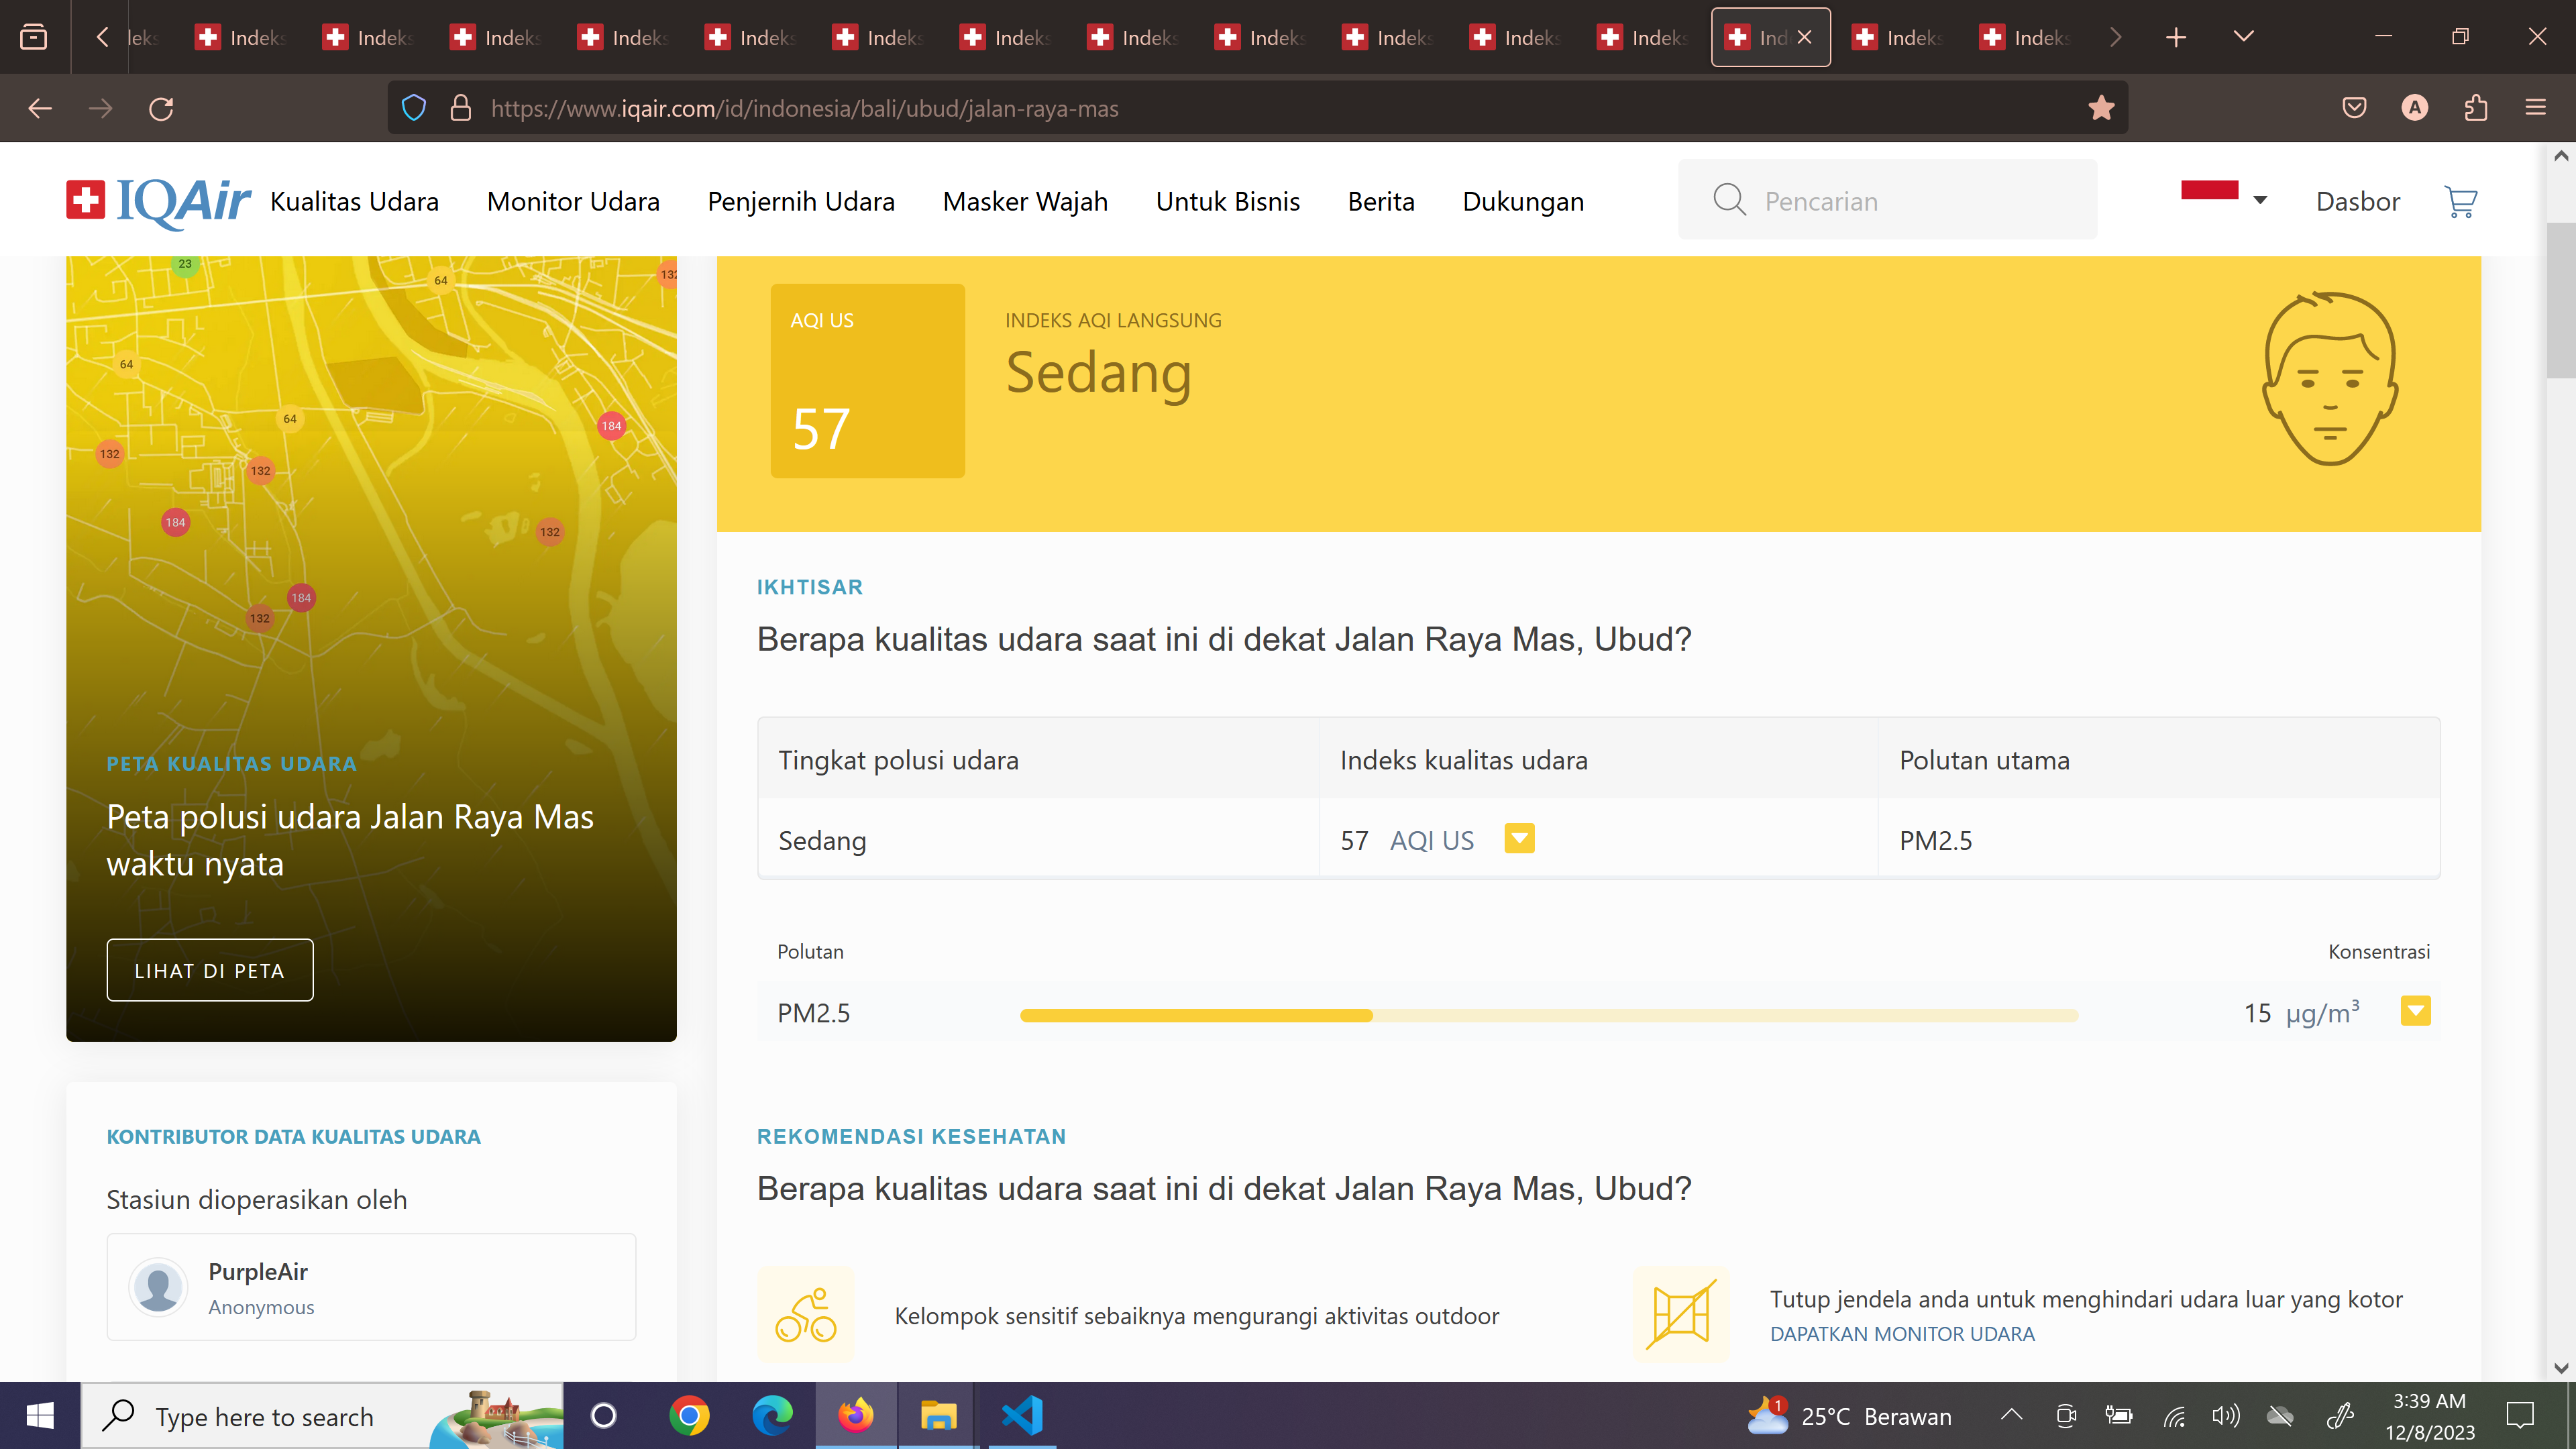 Indeks
Indeks
Indeks
Indeks
Indeks
Indeks
Indeks
Indeks
Indeks
Indeks
Indeks
Indeks
Ind
Indeks
Indeks
https://www.iqair.com/id/indonesia/bali/ubud/jalan-raya-mas
A
IQAir
Kualitas Udara
Monitor Udara
Penjernih Udara
Masker Wajah
Untuk Bisnis
Berita
Dukungan
Pencarian
Dasbor
23
64
132
64
64
184
132
132
184
132
184
132
PETA KUALITAS UDARA
Peta polusi udara Jalan Raya Mas
waktu nyata
LIHAT DI PETA
KONTRIBUTOR DATA KUALITAS UDARA
Stasiun dioperasikan oleh
PurpleAir
Anonymous
AQI US
57
INDEKS AQI LANGSUNG
Sedang
IKHTISAR
Berapa kualitas udara saat ini di dekat Jalan Raya Mas, Ubud?
Tingkat polusi udara Indeks kualitas udara Polutan utama
Sedang 57 AQI US PM2.5
Polutan Konsentrasi
PM2.5 15 µg/m³
REKOMENDASI KESEHATAN
Berapa kualitas udara saat ini di dekat Jalan Raya Mas, Ubud?
Kelompok sensitif sebaiknya mengurangi aktivitas outdoor
Tutup jendela anda untuk menghindari udara luar yang kotor
DAPATKAN MONITOR UDARA
Type here to search
1
25°C Berawan
3:39 AM
12/8/2023